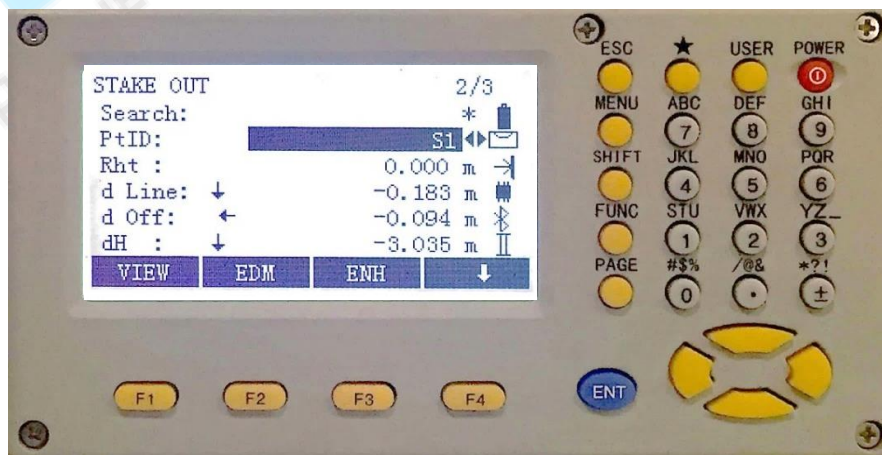 STAKE OUT 2/3
Search: *
PtID: S1
Rht : 0.000 m
d Line: ↓ -0.183 m
d Off: ← -0.094 m
dH : ↓ -3.035 m
VIEW EDM ENH ↓
F1 F2 F3 F4
ESC ★ USER POWER
MENU ABC DEF GHI
7 8 9
SHIFT JKL MNO PQR
4 5 6
FUNC STU VWX YZ_
1 2 3
PAGE #$% /@& *?!
0 . ±
ENT